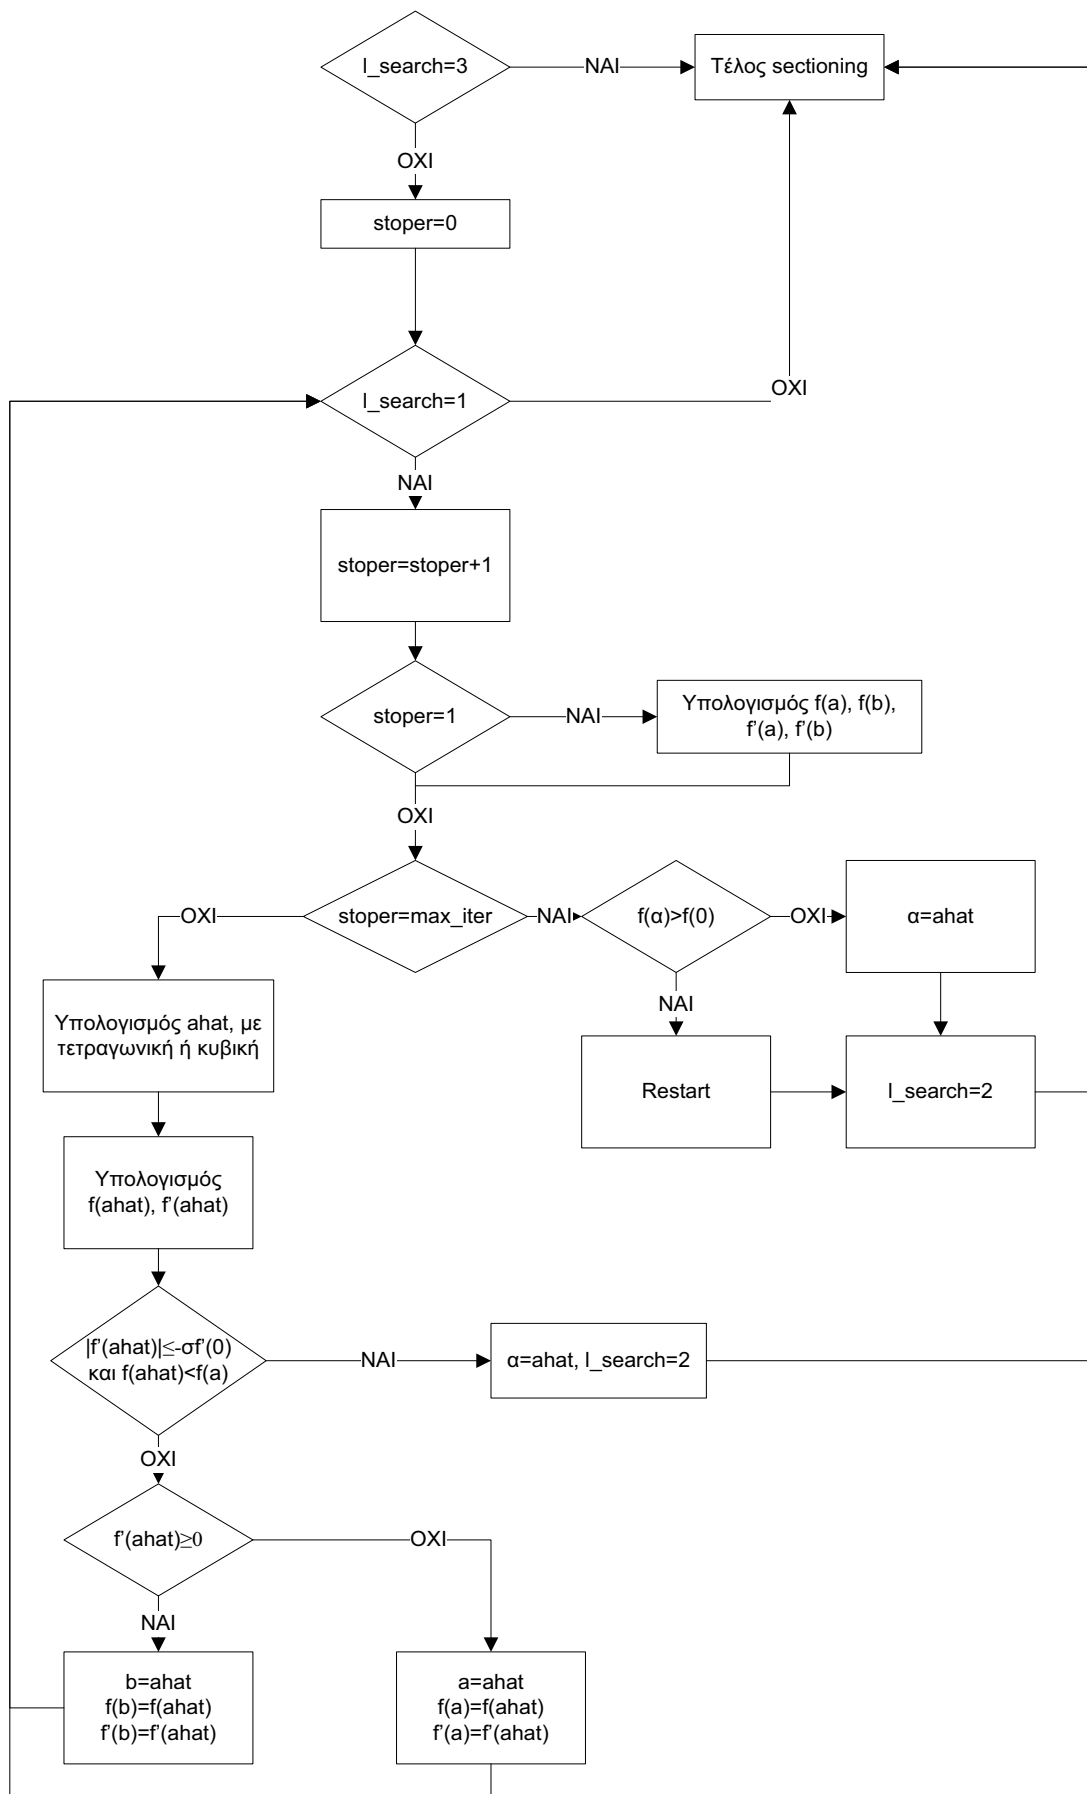 l_search=3
ΝΑΙ
Τέλος sectioning
ΟΧΙ
stoper=0
l_search=1
ΟΧΙ
ΝΑΙ
stoper=stoper+1
stoper=1
ΝΑΙ
Υπολογισμός f(a), f(b),
f'(a), f'(b)
ΟΧΙ
ΟΧΙ
stoper=max_iter
ΝΑΙ
f(α)>f(0)
ΟΧΙ
α=ahat
ΝΑΙ
Υπολογισμός ahat, με
τετραγωνική ή κυβική
Restart
l_search=2
Υπολογισμός
f(ahat), f'(ahat)
|f'(ahat)|≤-σf'(0)
και f(ahat)<f(a)
ΝΑΙ
α=ahat, l_search=2
ΟΧΙ
f'(ahat)≥0
ΟΧΙ
ΝΑΙ
b=ahat
f(b)=f(ahat)
f'(b)=f'(ahat)
a=ahat
f(a)=f(ahat)
f'(a)=f'(ahat)